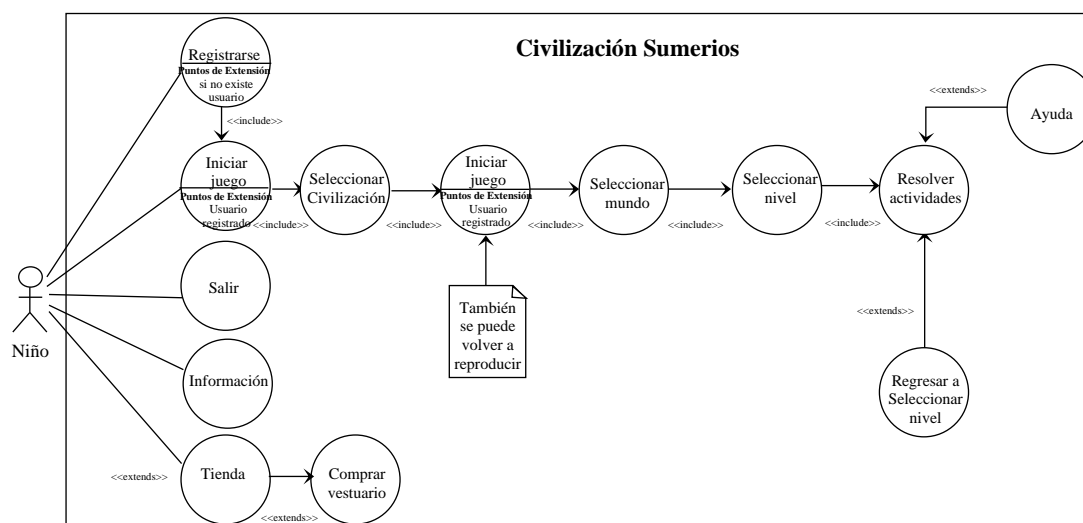 Civilización Sumerios
Registrarse
Puntos de Extensión
si no existe
usuario
<<include>>
<<extends>>
Ayuda
Iniciar
juego
Puntos de Extensión
Usuario
registrado
<<include>>
Seleccionar
Civilización
<<include>>
Iniciar
juego
Puntos de Extensión
Usuario
registrado
<<include>>
Seleccionar
mundo
<<include>>
Seleccionar
nivel
<<include>>
Resolver
actividades
Salir
También
se puede
volver a
reproducir
<<extends>>
Niño
Información
Regresar a
Seleccionar
nivel
<<extends>>
Tienda
<<extends>>
Comprar
vestuario